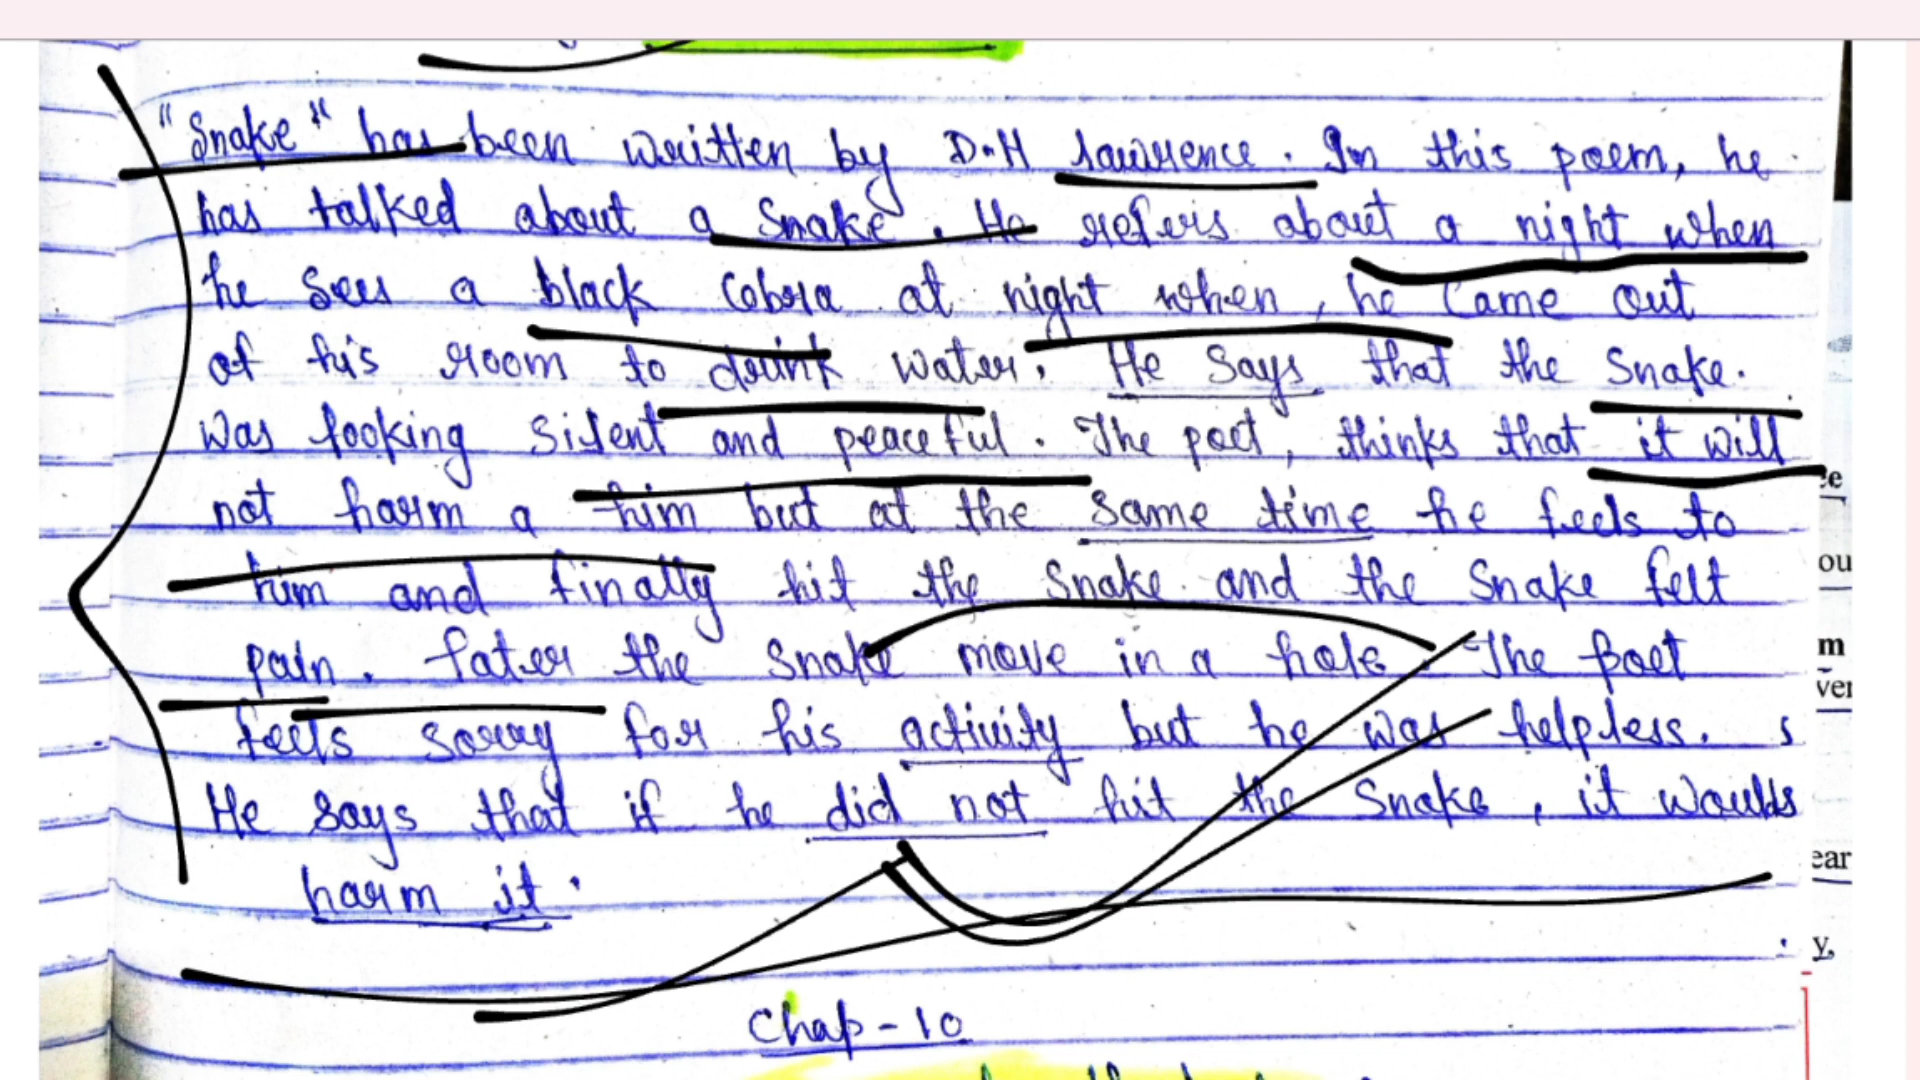 "Snake" has been written by D.H Lawrence. In this poem, he
has talked about a Snake. He refers about a night when
he sees a black Cobra at night when, he Came out
of his room to drink water. He Says that the Snake.
was looking Silent and peaceful. The poet, thinks that it will
not harm a him but at the Same time he feels to
him and finally hit the Snake and the Snake felt
pain. later the Snake move in a hole. The Poet
feels sorry for his activity but he was helpless. s
He Says that if he did not hit the Snake, it woulds
harm it.
Chap-10
ou
m
ver
ear
y,